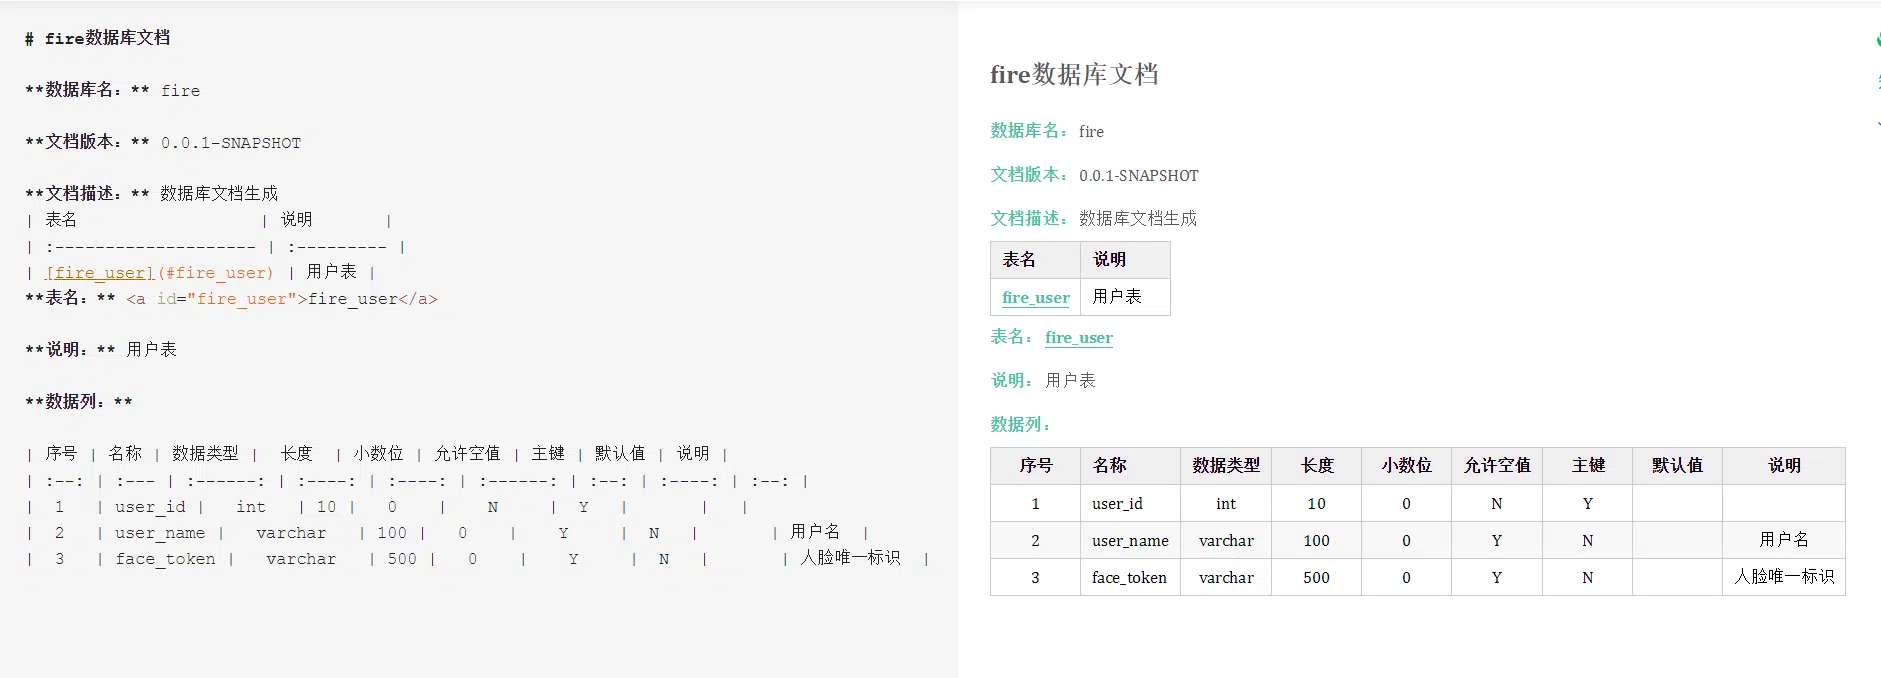 # fire数据库文档
**数据库名：** fire
**文档版本：** 0.0.1-SNAPSHOT
**文档描述：** 数据库文档生成
| 表名 | 说明 |
| :--------------------- | :--------- |
| [fire_user](#fire_user) | 用户表 |
**表名：** <a id="fire_user">fire_user</a>
**说明：** 用户表
**数据列：**
| 序号 | 名称 | 数据类型 | 长度 | 小数位 | 允许空值 | 主键 | 默认值 | 说明 |
| :--: | :--- | :------: | :----: | :----: | :------: | :--: | :----: | :--: |
| 1 | user_id | int | 10 | 0 | N | Y | | |
| 2 | user_name | varchar | 100 | 0 | Y | N | | 用户名 |
| 3 | face_token | varchar | 500 | 0 | Y | N | | 人脸唯一标识 |
fire数据库文档
数据库名： fire
文档版本： 0.0.1-SNAPSHOT
文档描述： 数据库文档生成
表名 说明
fire_user 用户表
表名： fire_user
说明： 用户表
数据列：
序号 名称 数据类型 长度 小数位 允许空值 主键 默认值 说明
1 user_id int 10 0 N Y
2 user_name varchar 100 0 Y N 用户名
3 face_token varchar 500 0 Y N 人脸唯一标识